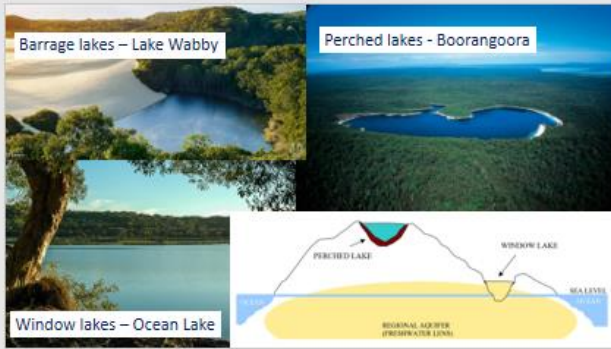 Barrage lakes – Lake Wabby
Perched lakes - Boorangoora
Window lakes – Ocean Lake
PERCHED LAKE
WINDOW LAKE
SEA LEVEL
OCEAN
OCEAN
REGIONAL AQUIFER
(FRESHWATER LENS)